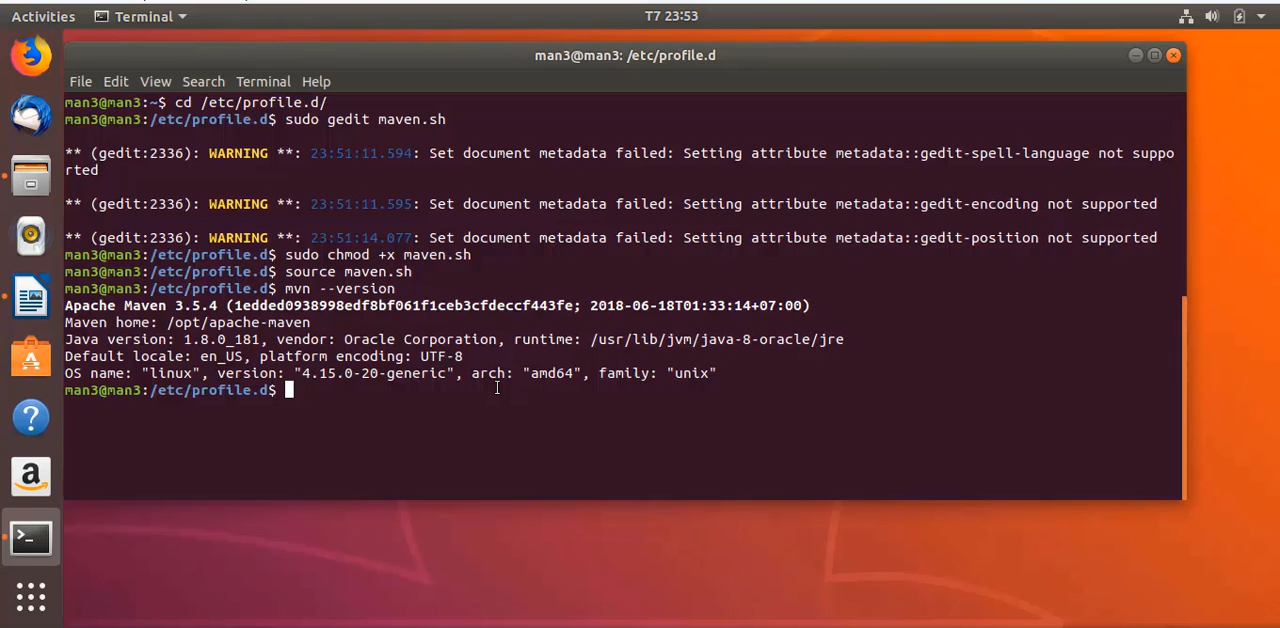 Activities Terminal T7 23:53
man3@man3: /etc/profile.d
File Edit View Search Terminal Help
man3@man3:~$ cd /etc/profile.d/
man3@man3:/etc/profile.d$ sudo gedit maven.sh
** (gedit:2336): WARNING **: 23:51:11.594: Set document metadata failed: Setting attribute metadata::gedit-spell-language not suppo
rted
** (gedit:2336): WARNING **: 23:51:11.595: Set document metadata failed: Setting attribute metadata::gedit-encoding not supported
** (gedit:2336): WARNING **: 23:51:14.077: Set document metadata failed: Setting attribute metadata::gedit-position not supported
man3@man3:/etc/profile.d$ sudo chmod +x maven.sh
man3@man3:/etc/profile.d$ source maven.sh
man3@man3:/etc/profile.d$ mvn --version
Apache Maven 3.5.4 (1edded0938998edf8bf061f1ceb3cfdeccf443fe; 2018-06-18T01:33:14+07:00)
Maven home: /opt/apache-maven
Java version: 1.8.0_181, vendor: Oracle Corporation, runtime: /usr/lib/jvm/java-8-oracle/jre
Default locale: en_US, platform encoding: UTF-8
OS name: "linux", version: "4.15.0-20-generic", arch: "amd64", family: "unix"
man3@man3:/etc/profile.d$